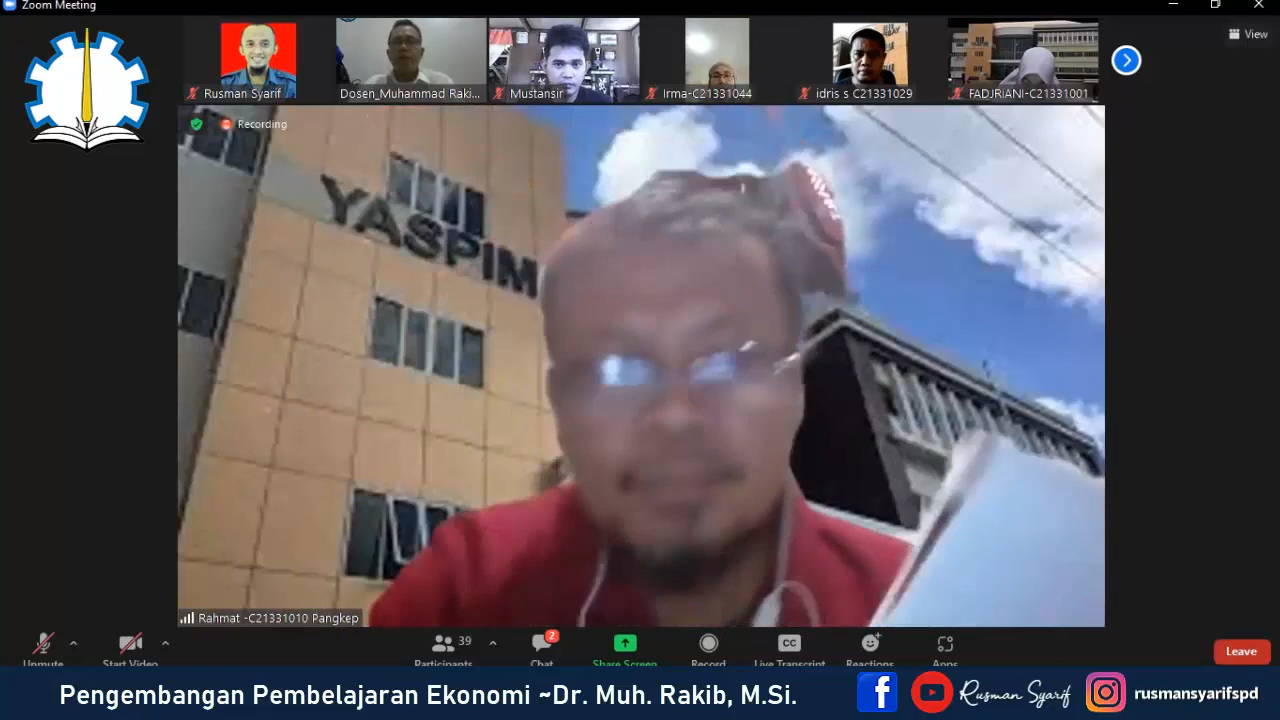 Zoom Meeting
View
Rusman Syarif
Dosen_Muhammad Raki...
Mustansir
Irma-C21331044
idris s C21331029
FADJRIANI-C21331001
Recording
YASPIM
Rahmat -C21331010 Pangkep
Unmute
Start Video
39
Participants
2
Chat
Share Screen
Record
CC
Live Transcript
Reactions
Apps
Leave
Pengembangan Pembelajaran Ekonomi ~Dr. Muh. Rakib, M.Si.
Rusman Syarif
rusmansyarifspd